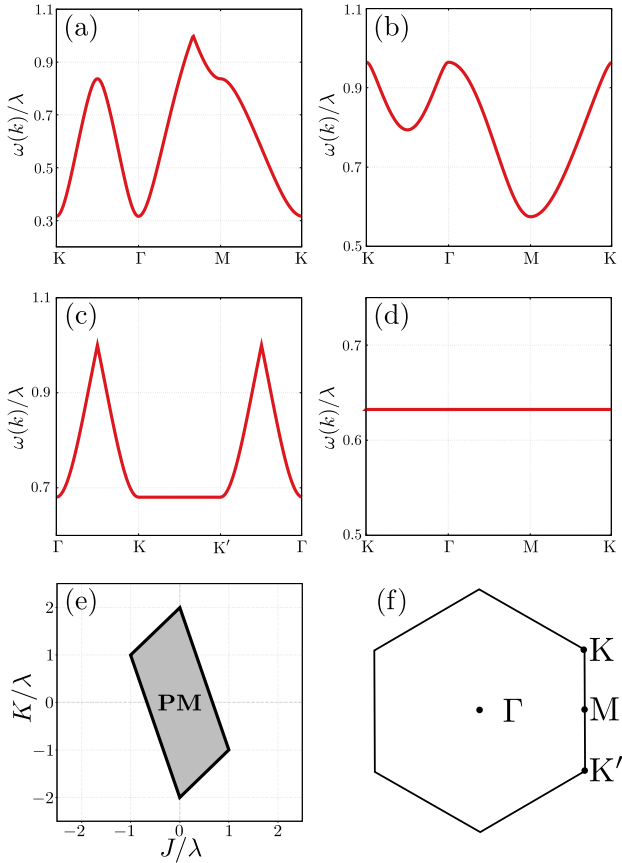 (a)
ω(k)/λ
1.1
0.9
0.7
0.5
0.3
K Γ M K
(b)
ω(k)/λ
1.1
0.9
0.7
0.5
K Γ M K
(c)
ω(k)/λ
1.1
0.9
0.7
Γ K K′ Γ
(d)
ω(k)/λ
0.7
0.6
0.5
K Γ M K
(e)
K/λ
2
1
0
−1
−2
PM
−2 −1 0 1 2
J/λ
(f)
K
Γ M
K′